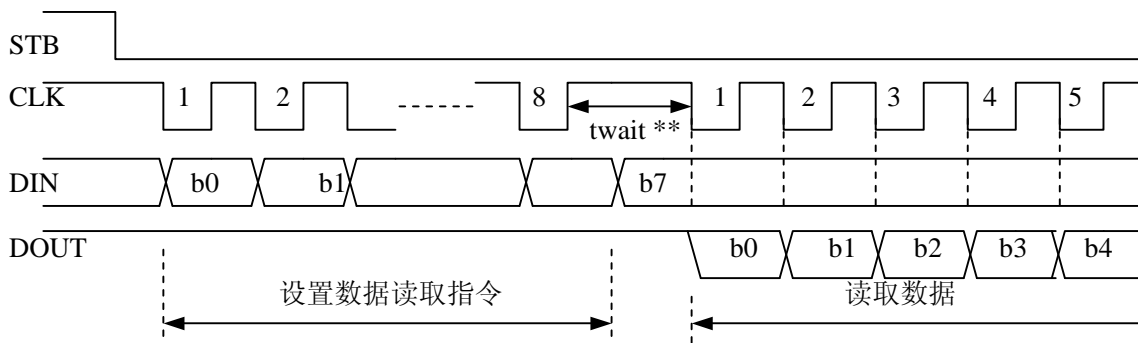 STB
CLK 1 2 8 1 2 3 4 5
twait **
DIN b0 b1 b7
DOUT b0 b1 b2 b3 b4
设置数据读取指令 读取数据